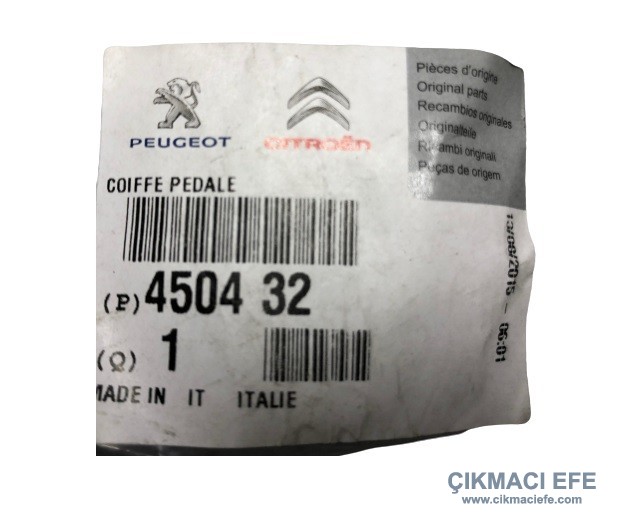 PEUGEOT
CITROËN
Pièces d'origine
Original parts
Recambios originales
Originalteile
Ricambi originali
Peças de origem
COIFFE PEDALE
(P) 4504 32
(Q) 1
MADE IN IT ITALIE
13/08/2015 - 06:01
ÇIKMACI EFE
www.cikmaciefe.com